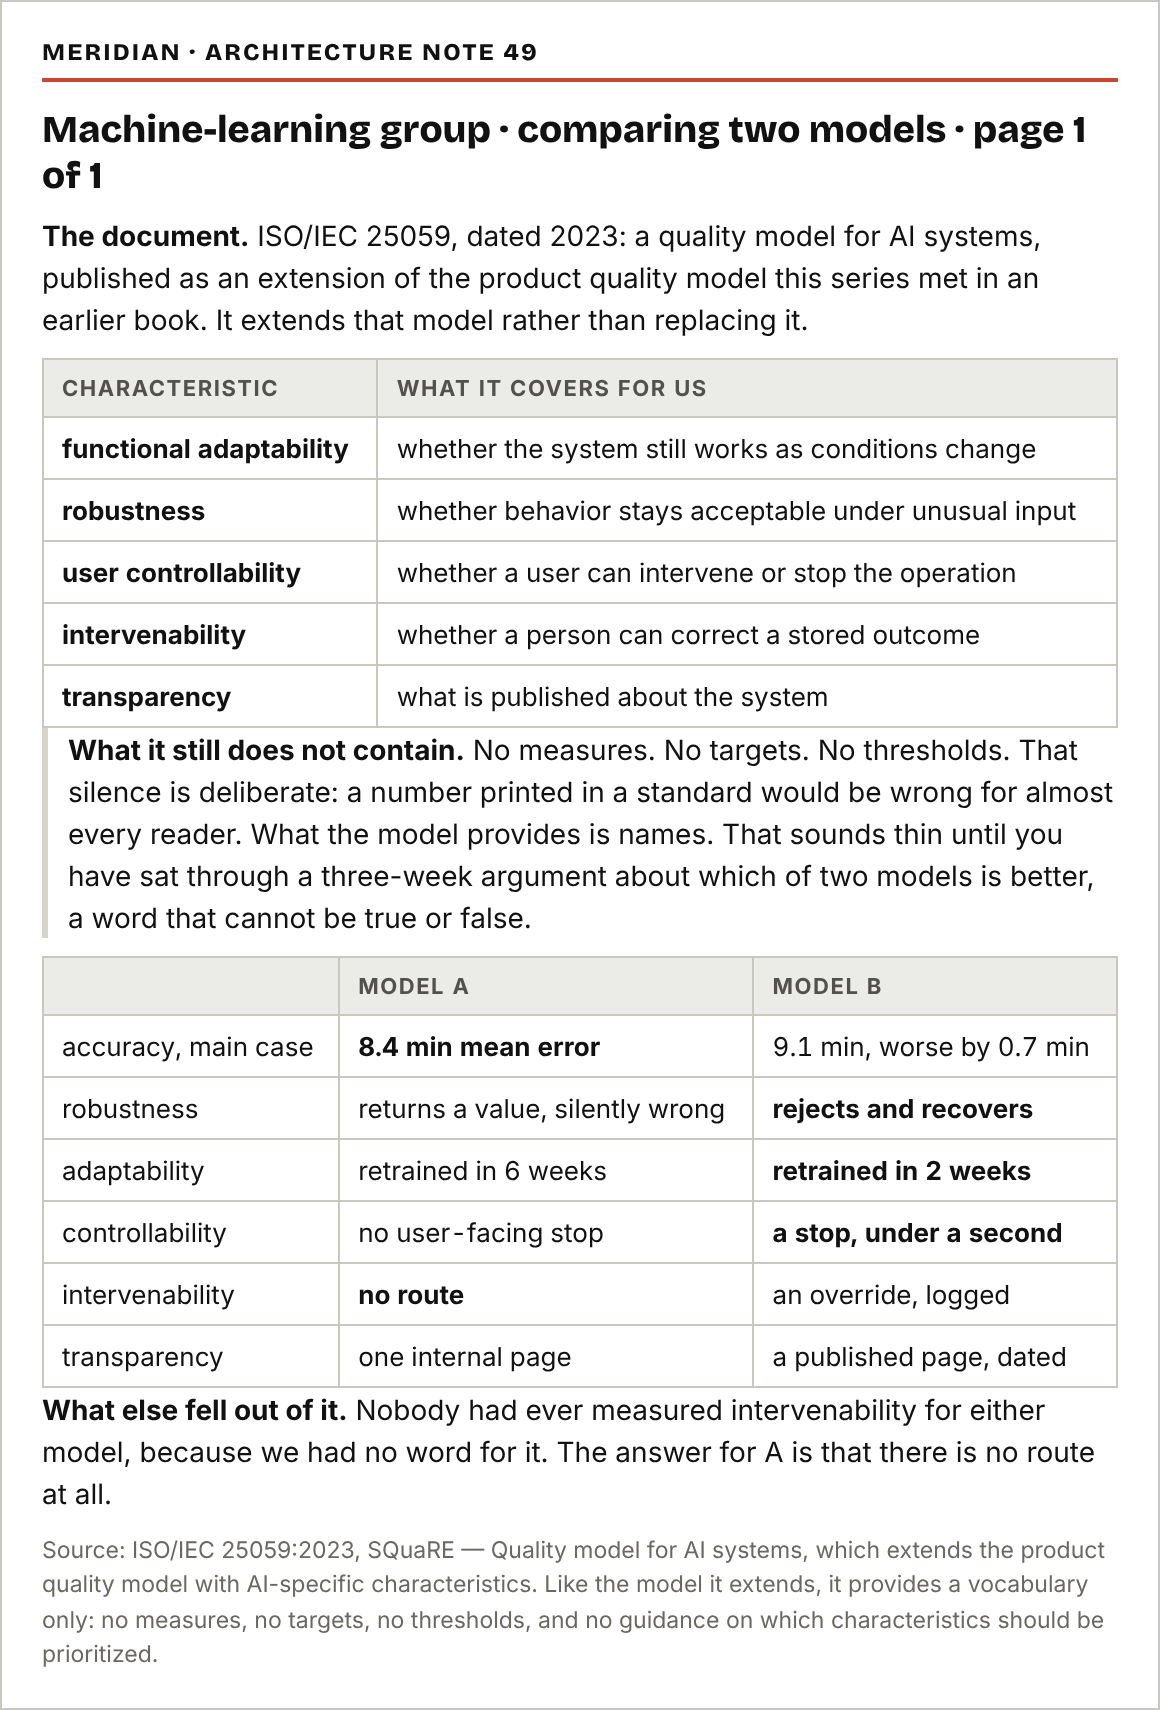 MERIDIAN · ARCHITECTURE NOTE 49
Machine-learning group · comparing two models · page 1
of 1
The document. ISO/IEC 25059, dated 2023: a quality model for AI systems,
published as an extension of the product quality model this series met in an
earlier book. It extends that model rather than replacing it.
CHARACTERISTIC WHAT IT COVERS FOR US
functional adaptability whether the system still works as conditions change
robustness whether behavior stays acceptable under unusual input
user controllability whether a user can intervene or stop the operation
intervenability whether a person can correct a stored outcome
transparency what is published about the system
What it still does not contain. No measures. No targets. No thresholds. That
silence is deliberate: a number printed in a standard would be wrong for almost
every reader. What the model provides is names. That sounds thin until you
have sat through a three-week argument about which of two models is better,
a word that cannot be true or false.
MODEL A MODEL B
accuracy, main case 8.4 min mean error 9.1 min, worse by 0.7 min
robustness returns a value, silently wrong rejects and recovers
adaptability retrained in 6 weeks retrained in 2 weeks
controllability no user-facing stop a stop, under a second
intervenability no route an override, logged
transparency one internal page a published page, dated
What else fell out of it. Nobody had ever measured intervenability for either
model, because we had no word for it. The answer for A is that there is no route
at all.
Source: ISO/IEC 25059:2023, SQuaRE — Quality model for AI systems, which extends the product
quality model with AI-specific characteristics. Like the model it extends, it provides a vocabulary
only: no measures, no targets, no thresholds, and no guidance on which characteristics should be
prioritized.